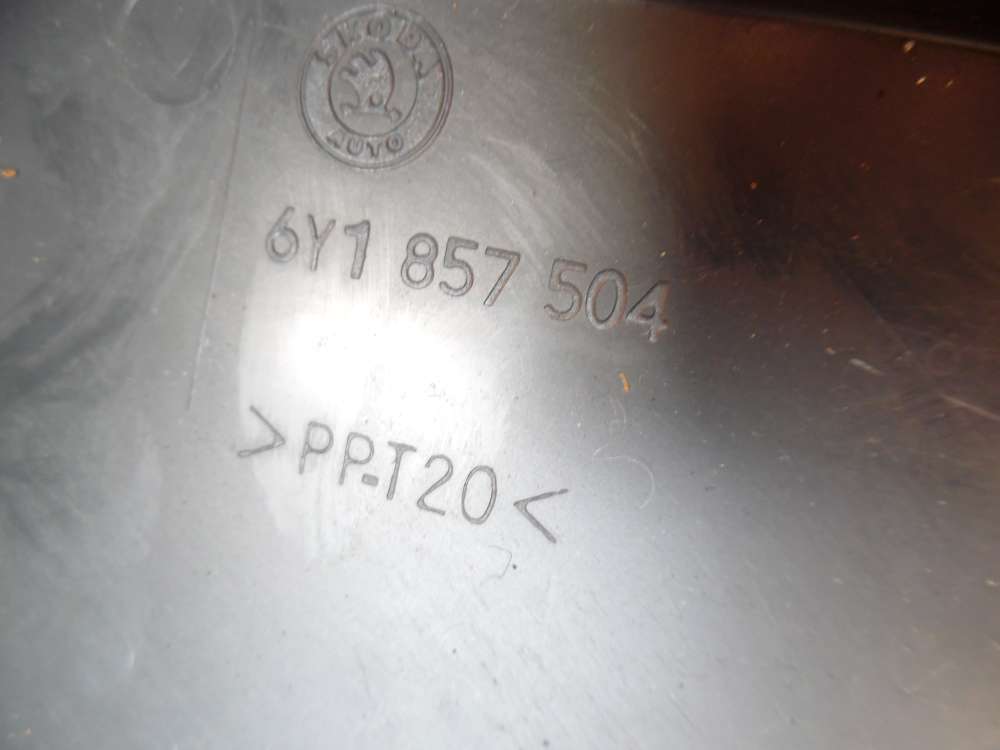 ŠKODA
AUTO
6Y1 857 504
>PP-T20<